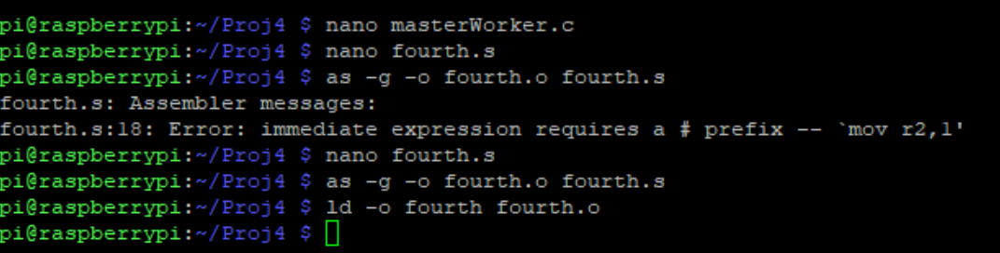 pi@raspberrypi:~/Proj4 $ nano masterWorker.c
pi@raspberrypi:~/Proj4 $ nano fourth.s
pi@raspberrypi:~/Proj4 $ as -g -o fourth.o fourth.s
fourth.s: Assembler messages:
fourth.s:18: Error: immediate expression requires a # prefix -- `mov r2,1'
pi@raspberrypi:~/Proj4 $ nano fourth.s
pi@raspberrypi:~/Proj4 $ as -g -o fourth.o fourth.s
pi@raspberrypi:~/Proj4 $ ld -o fourth fourth.o
pi@raspberrypi:~/Proj4 $